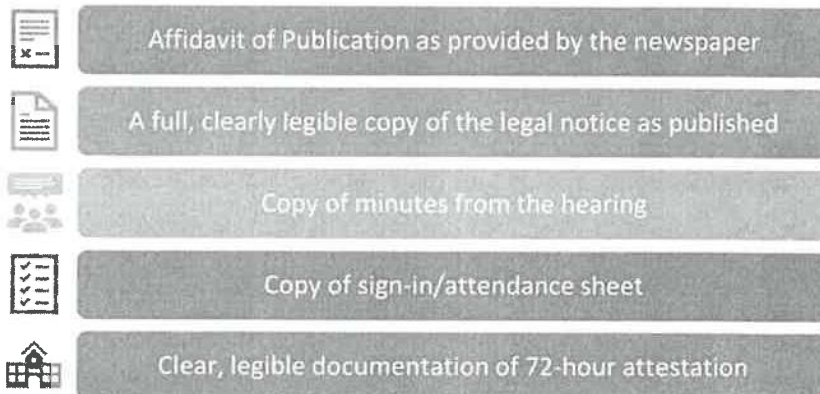 Affidavit of Publication as provided by the newspaper
A full, clearly legible copy of the legal notice as published
Copy of minutes from the hearing
Copy of sign-in/attendance sheet
Clear, legible documentation of 72-hour attestation